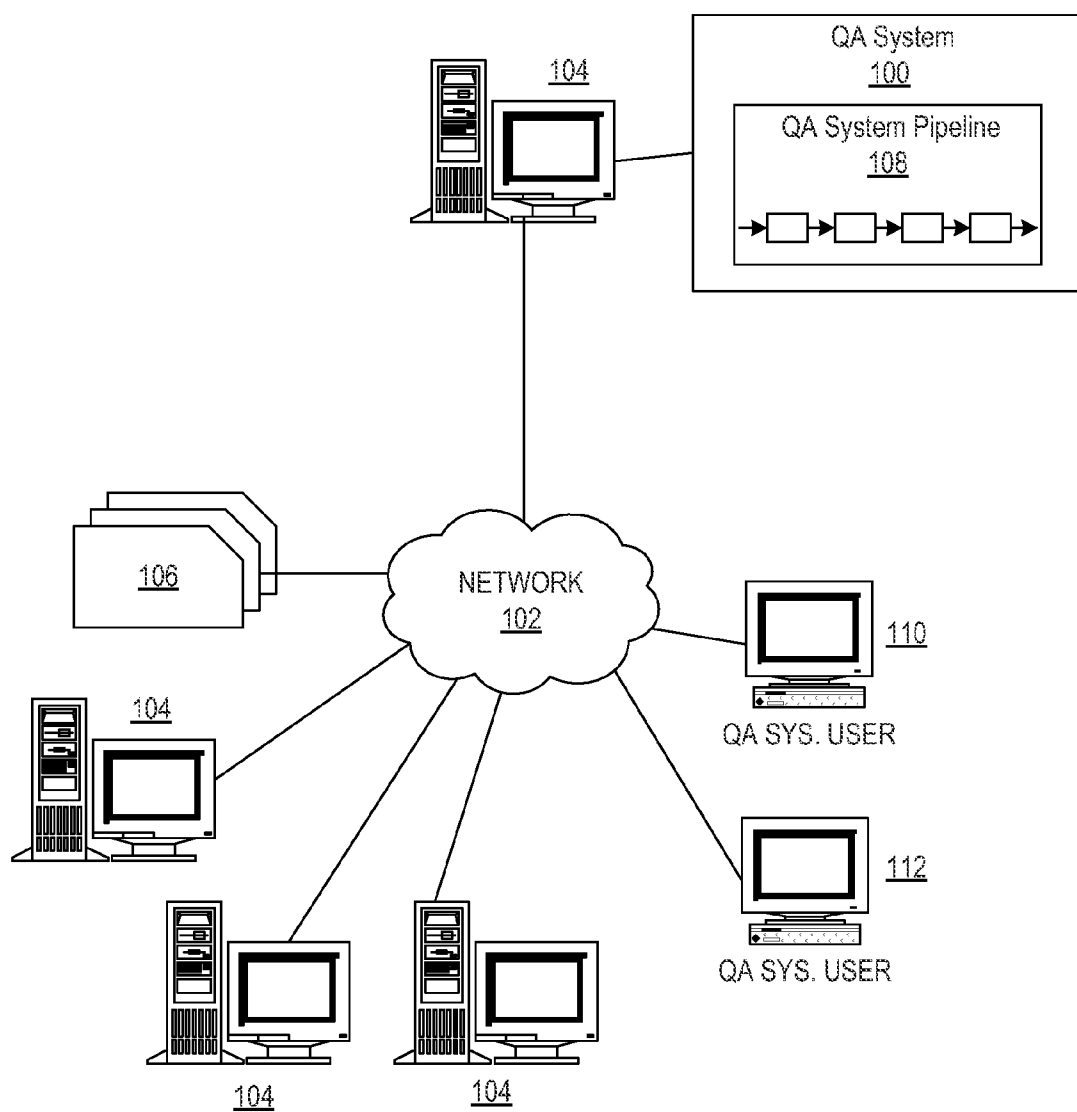 QA System
100
104
QA System Pipeline
108
106
NETWORK
102
110
QA SYS. USER
104
112
QA SYS. USER
104
104